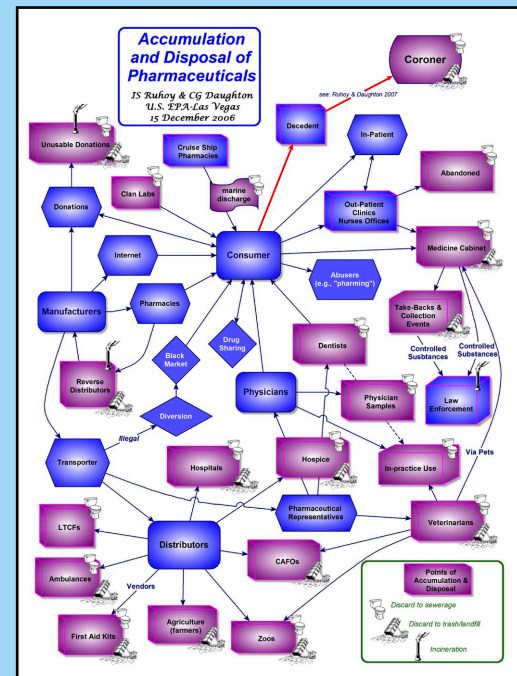 Accumulation
and Disposal of
Pharmaceuticals
IS Ruhoy & CG Daughton
U.S. EPA-Las Vegas
15 December 2006
Coroner
see: Ruhoy & Daughton 2007
Decedent
Unusable Donations
Cruise Ship
Pharmacies
In-Patient
Clan Labs
marine
discharge
Abandoned
Donations
Out-Patient
Clinics
Nurses Offices
Internet
Consumer
Medicine Cabinet
Abusers
(e.g., "pharming")
Manufacturers
Pharmacies
Take-Backs &
Collection
Events
Drug
Sharing
Dentists
Controlled
Susbtances
Controlled
Substances
Black
Market
Reverse
Distributors
Physicians
Physician
Samples
Law
Enforcement
Diversion
Illegal
Hospitals
Hospice
In-practice Use
Via Pets
Transporter
Pharmaceutical
Representatives
Veterinarians
LTCFs
Distributors
CAFOs
Ambulances
Vendors
First Aid Kits
Agriculture
(farmers)
Zoos
Points of
Accumulation &
Disposal
Discard to sewerage
Discard to trash/landfill
Incineration